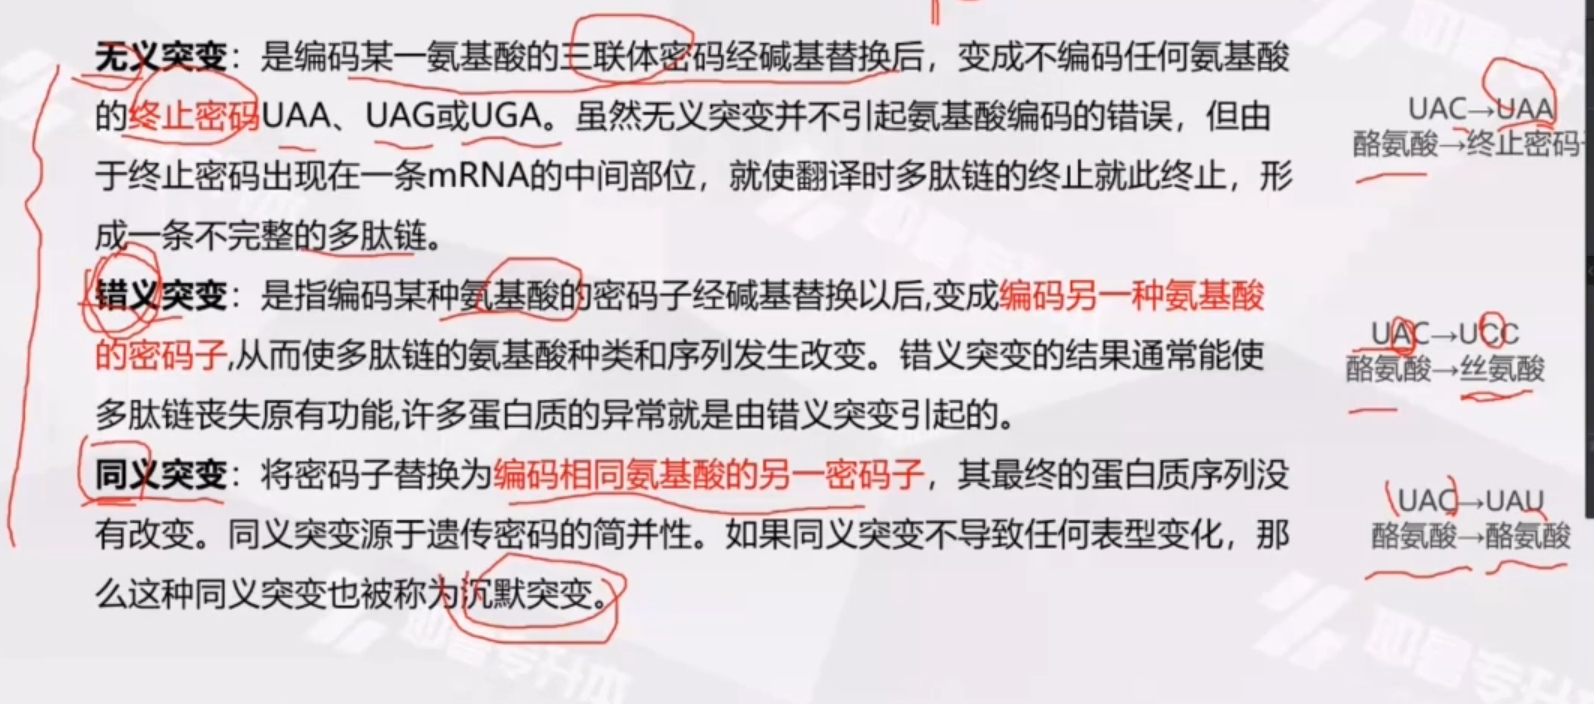 无义突变：是编码某一氨基酸的三联体密码经碱基替换后，变成不编码任何氨基酸
的终止密码UAA、UAG或UGA。虽然无义突变并不引起氨基酸编码的错误，但由
于终止密码出现在一条mRNA的中间部位，就使翻译时多肽链的终止就此终止，形
成一条不完整的多肽链。
UAC→UAA
酪氨酸→终止密码
错义突变：是指编码某种氨基酸的密码子经碱基替换以后,变成编码另一种氨基酸
的密码子,从而使多肽链的氨基酸种类和序列发生改变。错义突变的结果通常能使
多肽链丧失原有功能,许多蛋白质的异常就是由错义突变引起的。
UAC→UCC
酪氨酸→丝氨酸
同义突变：将密码子替换为编码相同氨基酸的另一密码子，其最终的蛋白质序列没
有改变。同义突变源于遗传密码的简并性。如果同义突变不导致任何表型变化，那
么这种同义突变也被称为沉默突变。
UAC→UAU
酪氨酸→酪氨酸